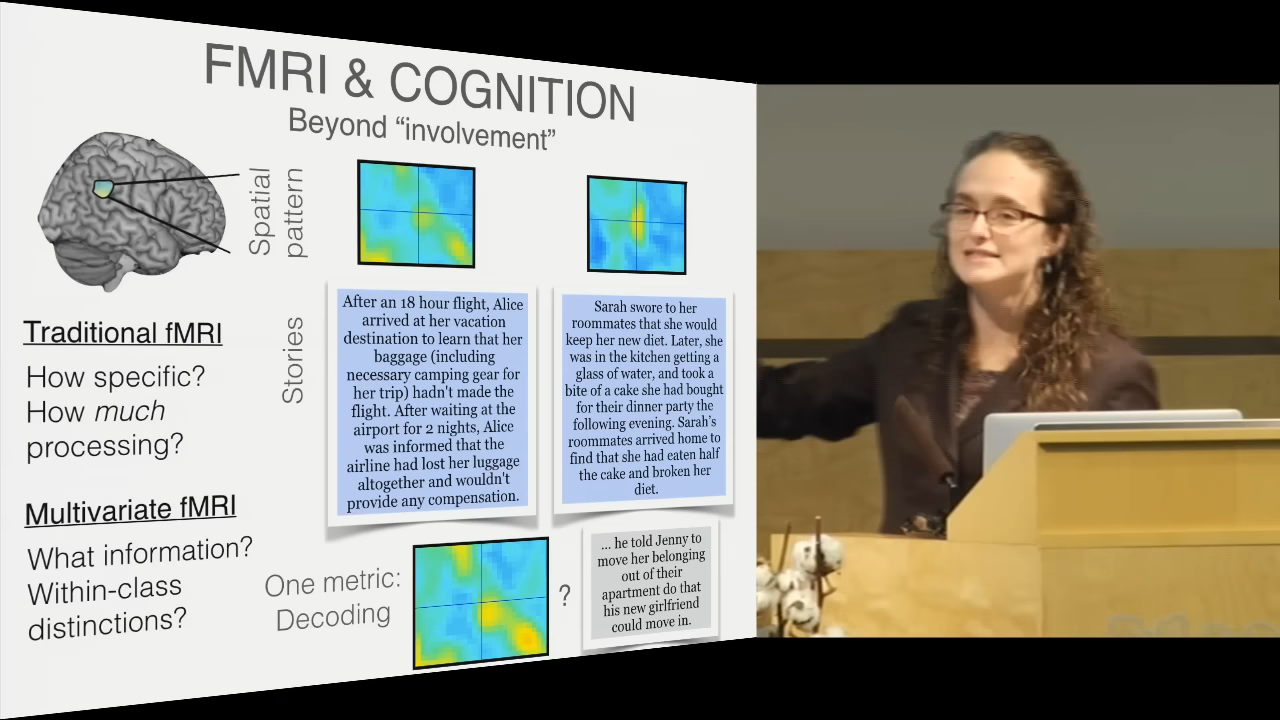 FMRI & COGNITION
Beyond “involvement”
Spatial
pattern
Traditional fMRI
How specific?
How much
processing?
Multivariate fMRI
What information?
Within-class
distinctions?
Stories
After an 18 hour flight, Alice
arrived at her vacation
destination to learn that her
baggage (including
necessary camping gear for
her trip) hadn't made the
flight. After waiting at the
airport for 2 nights, Alice
was informed that the
airline had lost her luggage
altogether and wouldn't
provide any compensation.
Sarah swore to her
roommates that she would
keep her new diet. Later, she
was in the kitchen getting a
glass of water, and took a
bite of a cake she had bought
for their dinner party the
following evening. Sarah's
roommates arrived home to
find that she had eaten half
the cake and broken her
diet.
One metric:
Decoding
?
... he told Jenny to
move her belonging
out of their
apartment do that
his new girlfriend
could move in.